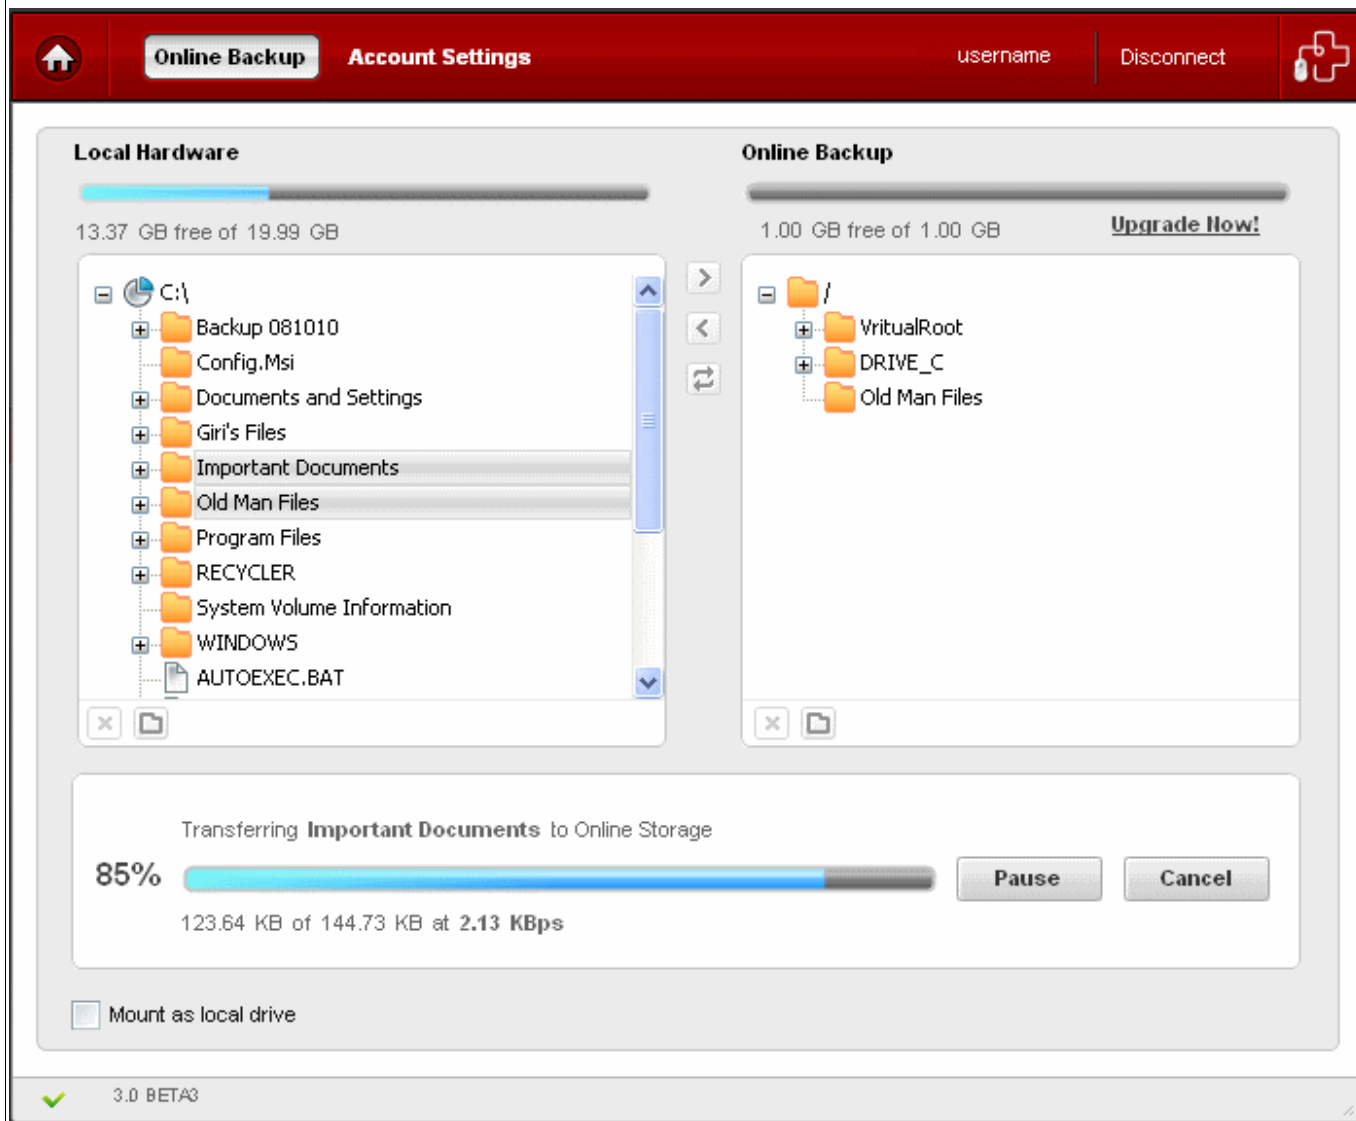 Online Backup Account Settings username Disconnect
Local Hardware
13.37 GB free of 19.99 GB
C:\
Backup 081010
Config.Msi
Documents and Settings
Giri's Files
Important Documents
Old Man Files
Program Files
RECYCLER
System Volume Information
WINDOWS
AUTOEXEC.BAT
Online Backup
1.00 GB free of 1.00 GB Upgrade Now!
/
VritualRoot
DRIVE_C
Old Man Files
Transferring Important Documents to Online Storage
85% Pause Cancel
123.64 KB of 144.73 KB at 2.13 KBps
Mount as local drive
3.0 BETA3